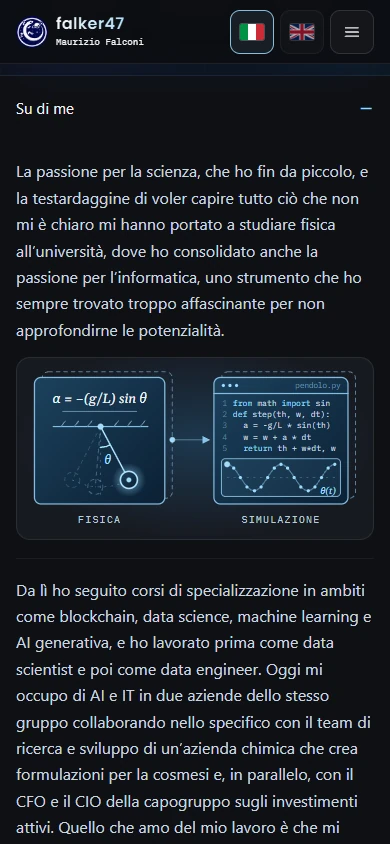 falker47
Maurizio Falconi
Su di me
La passione per la scienza, che ho fin da piccolo, e
la testardaggine di voler capire tutto ciò che non
mi è chiaro mi hanno portato a studiare fisica
all’università, dove ho consolidato anche la
passione per l’informatica, uno strumento che ho
sempre trovato troppo affascinante per non
approfondirne le potenzialità.
α = −(g/L) sin θ
θ
FISICA
pendolo.py
1 from math import sin
2 def step(th, w, dt):
3 a = -g/L * sin(th)
4 w = w + a * dt
5 return th + w*dt, w
θ(t)
SIMULAZIONE
Da lì ho seguito corsi di specializzazione in ambiti
come blockchain, data science, machine learning e
AI generativa, e ho lavorato prima come data
scientist e poi come data engineer. Oggi mi
occupo di AI e IT in due aziende dello stesso
gruppo collaborando nello specifico con il team di
ricerca e sviluppo di un’azienda chimica che crea
formulazioni per la cosmesi e, in parallelo, con il
CFO e il CIO della capogruppo sugli investimenti
attivi. Quello che amo del mio lavoro è che mi